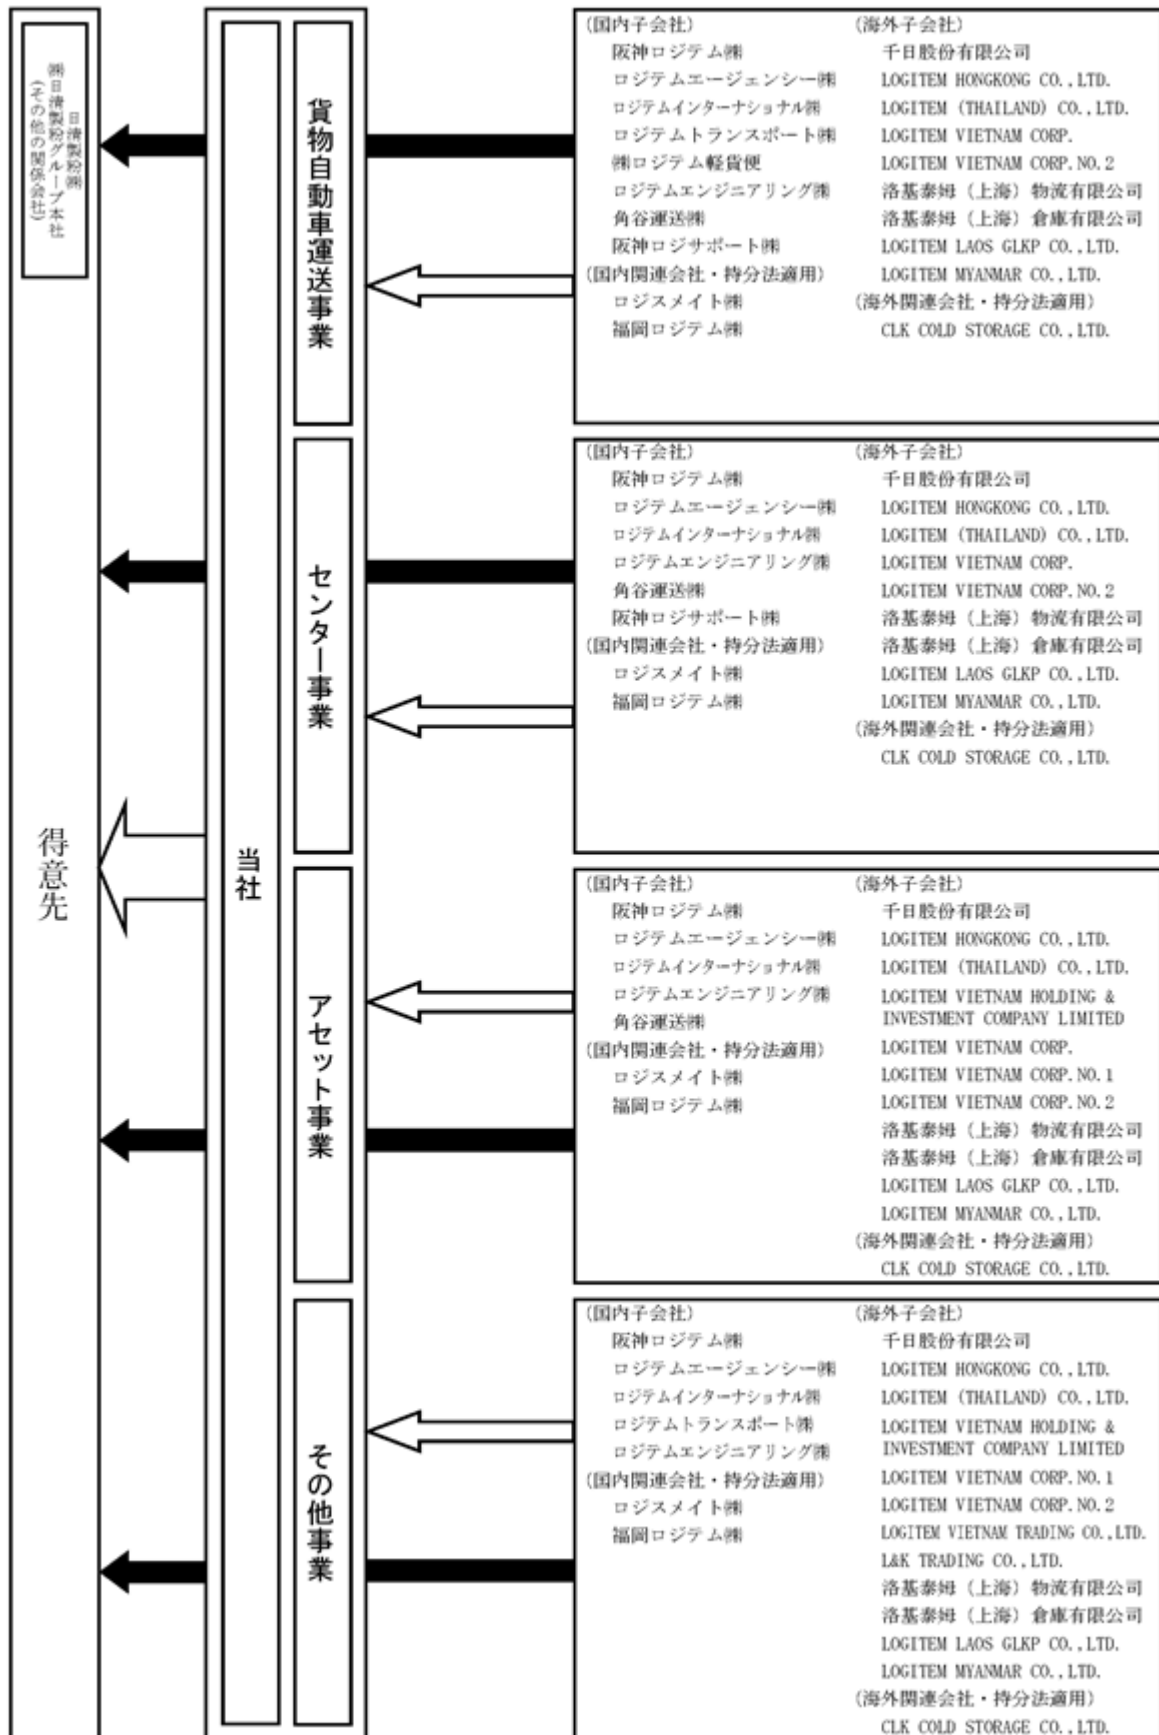 日清製粉㈱
㈱日清製粉グループ本社
(その他の関係会社)
得意先
当社
貨物自動車運送事業
(国内子会社)
阪神ロジテム㈱
ロジテムエージェンシー㈱
ロジテムインターナショナル㈱
ロジテムトランスポート㈱
㈱ロジテム軽貨便
ロジテムエンジニアリング㈱
角谷運送㈱
阪神ロジサポート㈱
(国内関連会社・持分法適用)
ロジスメイト㈱
福岡ロジテム㈱
(海外子会社)
千日股份有限公司
LOGITEM HONGKONG CO.,LTD.
LOGITEM (THAILAND) CO.,LTD.
LOGITEM VIETNAM CORP.
LOGITEM VIETNAM CORP.NO.2
洛基泰姆（上海）物流有限公司
洛基泰姆（上海）倉庫有限公司
LOGITEM LAOS GLKP CO.,LTD.
LOGITEM MYANMAR CO.,LTD.
(海外関連会社・持分法適用)
CLK COLD STORAGE CO.,LTD.
センター事業
(国内子会社)
阪神ロジテム㈱
ロジテムエージェンシー㈱
ロジテムインターナショナル㈱
ロジテムエンジニアリング㈱
角谷運送㈱
阪神ロジサポート㈱
(国内関連会社・持分法適用)
ロジスメイト㈱
福岡ロジテム㈱
(海外子会社)
千日股份有限公司
LOGITEM HONGKONG CO.,LTD.
LOGITEM (THAILAND) CO.,LTD.
LOGITEM VIETNAM CORP.
LOGITEM VIETNAM CORP.NO.2
洛基泰姆（上海）物流有限公司
洛基泰姆（上海）倉庫有限公司
LOGITEM LAOS GLKP CO.,LTD.
LOGITEM MYANMAR CO.,LTD.
(海外関連会社・持分法適用)
CLK COLD STORAGE CO.,LTD.
アセット事業
(国内子会社)
阪神ロジテム㈱
ロジテムエージェンシー㈱
ロジテムインターナショナル㈱
ロジテムエンジニアリング㈱
角谷運送㈱
(国内関連会社・持分法適用)
ロジスメイト㈱
福岡ロジテム㈱
(海外子会社)
千日股份有限公司
LOGITEM HONGKONG CO.,LTD.
LOGITEM (THAILAND) CO.,LTD.
LOGITEM VIETNAM HOLDING &
INVESTMENT COMPANY LIMITED
LOGITEM VIETNAM CORP.
LOGITEM VIETNAM CORP.NO.1
LOGITEM VIETNAM CORP.NO.2
洛基泰姆（上海）物流有限公司
洛基泰姆（上海）倉庫有限公司
LOGITEM LAOS GLKP CO.,LTD.
LOGITEM MYANMAR CO.,LTD.
(海外関連会社・持分法適用)
CLK COLD STORAGE CO.,LTD.
その他事業
(国内子会社)
阪神ロジテム㈱
ロジテムエージェンシー㈱
ロジテムインターナショナル㈱
ロジテムトランスポート㈱
ロジテムエンジニアリング㈱
(国内関連会社・持分法適用)
ロジスメイト㈱
福岡ロジテム㈱
(海外子会社)
千日股份有限公司
LOGITEM HONGKONG CO.,LTD.
LOGITEM (THAILAND) CO.,LTD.
LOGITEM VIETNAM HOLDING &
INVESTMENT COMPANY LIMITED
LOGITEM VIETNAM CORP.NO.1
LOGITEM VIETNAM CORP.NO.2
LOGITEM VIETNAM TRADING CO.,LTD.
L&K TRADING CO.,LTD.
洛基泰姆（上海）物流有限公司
洛基泰姆（上海）倉庫有限公司
LOGITEM LAOS GLKP CO.,LTD.
LOGITEM MYANMAR CO.,LTD.
(海外関連会社・持分法適用)
CLK COLD STORAGE CO.,LTD.